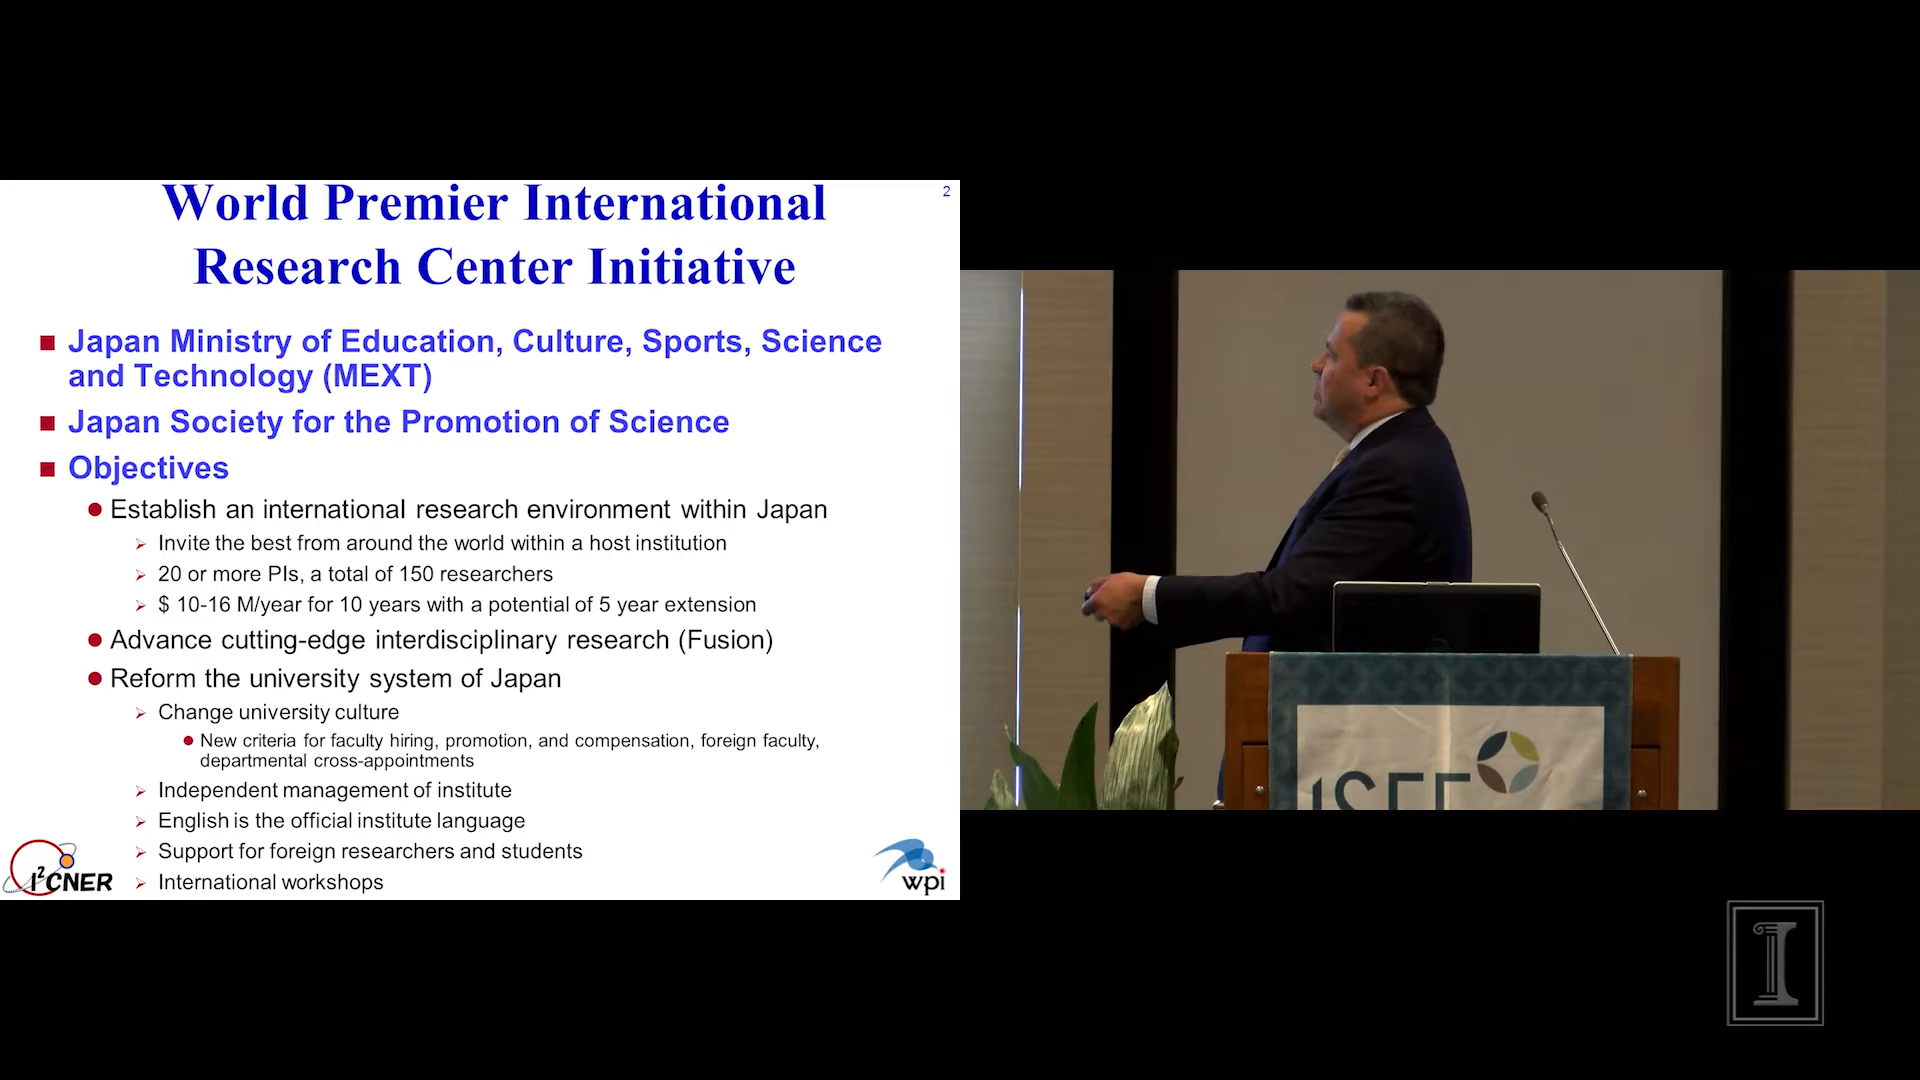 World Premier International
Research Center Initiative
2
Japan Ministry of Education, Culture, Sports, Science
and Technology (MEXT)
Japan Society for the Promotion of Science
Objectives
Establish an international research environment within Japan
Invite the best from around the world within a host institution
20 or more PIs, a total of 150 researchers
$ 10-16 M/year for 10 years with a potential of 5 year extension
Advance cutting-edge interdisciplinary research (Fusion)
Reform the university system of Japan
Change university culture
New criteria for faculty hiring, promotion, and compensation, foreign faculty,
departmental cross-appointments
Independent management of institute
English is the official institute language
Support for foreign researchers and students
International workshops
I²CNER
wpi
iSEE
I